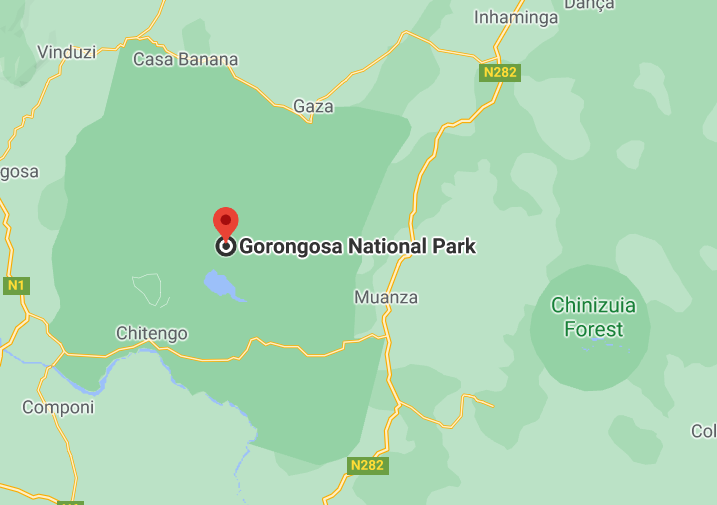 Dança
Inhaminga
Vinduzi
Casa Banana
N282
Gaza
gosa
Gorongosa National Park
N1
Muanza
Chinizuia
Forest
Chitengo
Componi
Col
N282